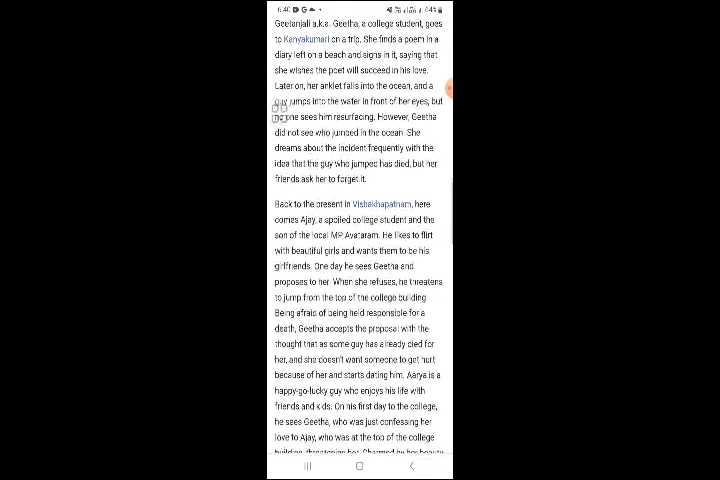 6:40
64%
Geetanjali a.k.a. Geetha, a college student, goes
to Kanyakumari on a trip. She finds a poem in a
diary left on a beach and sighs in it, saying that
she wishes the poet will succeed in his love.
Later on, her anklet falls into the ocean, and a
guy jumps into the water in front of her eyes, but
no one sees him resurfacing. However, Geetha
did not see who jumped in the ocean. She
dreams about the incident frequently with the
idea that the guy who jumped has died, but her
friends ask her to forget it.
Back to the present in Vishakhapatnam, here
comes Ajay, a spoiled college student and the
son of the local MP Avataram. He likes to flirt
with beautiful girls and wants them to be his
girlfriends. One day he sees Geetha and
proposes to her. When she refuses, he threatens
to jump from the top of the college building.
Being afraid of being held responsible for a
death, Geetha accepts the proposal with the
thought that as some guy has already died for
her, and she doesn't want someone to get hurt
because of her and starts dating him. Aarya is a
happy-go-lucky guy who enjoys his life with
friends and kids. On his first day to the college,
he sees Geetha, who was just confessing her
love to Ajay, who was at the top of the college
building, threatening her. Charmed by her beauty